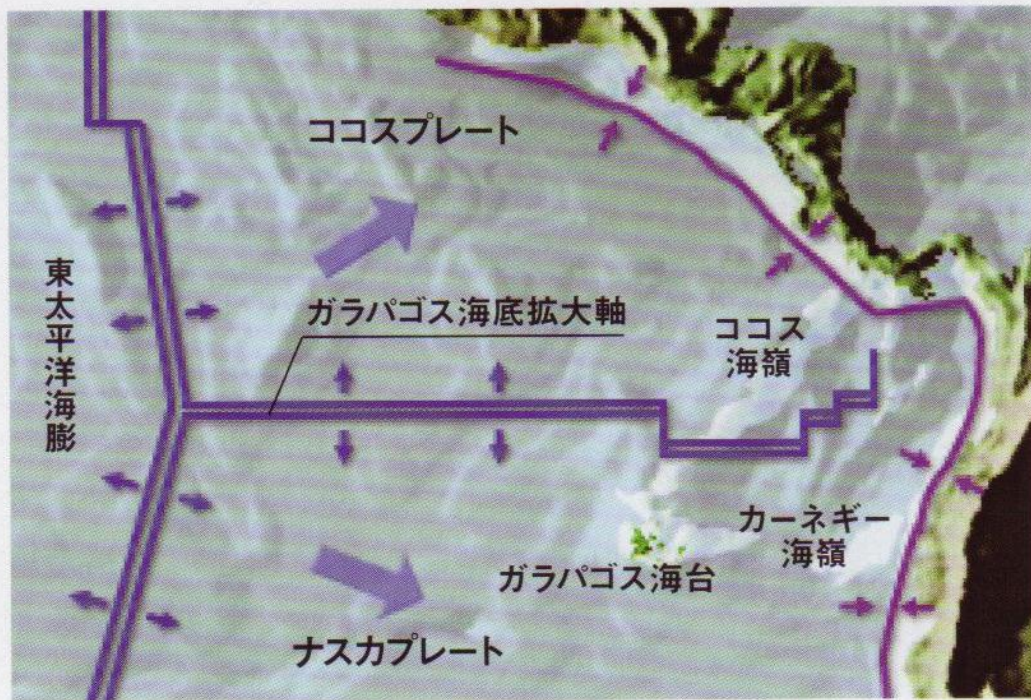 ココスプレート
東太平洋海膨
ガラパゴス海底拡大軸
ココス
海嶺
カーネギー
海嶺
ガラパゴス海台
ナスカプレート